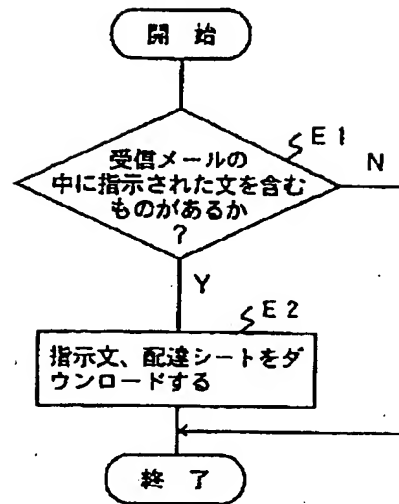 開 始
E1
受信メールの
中に指示された文を含む
ものがあるか
?
N
Y
E2
指示文、配達シートをダ
ウンロードする
終 了